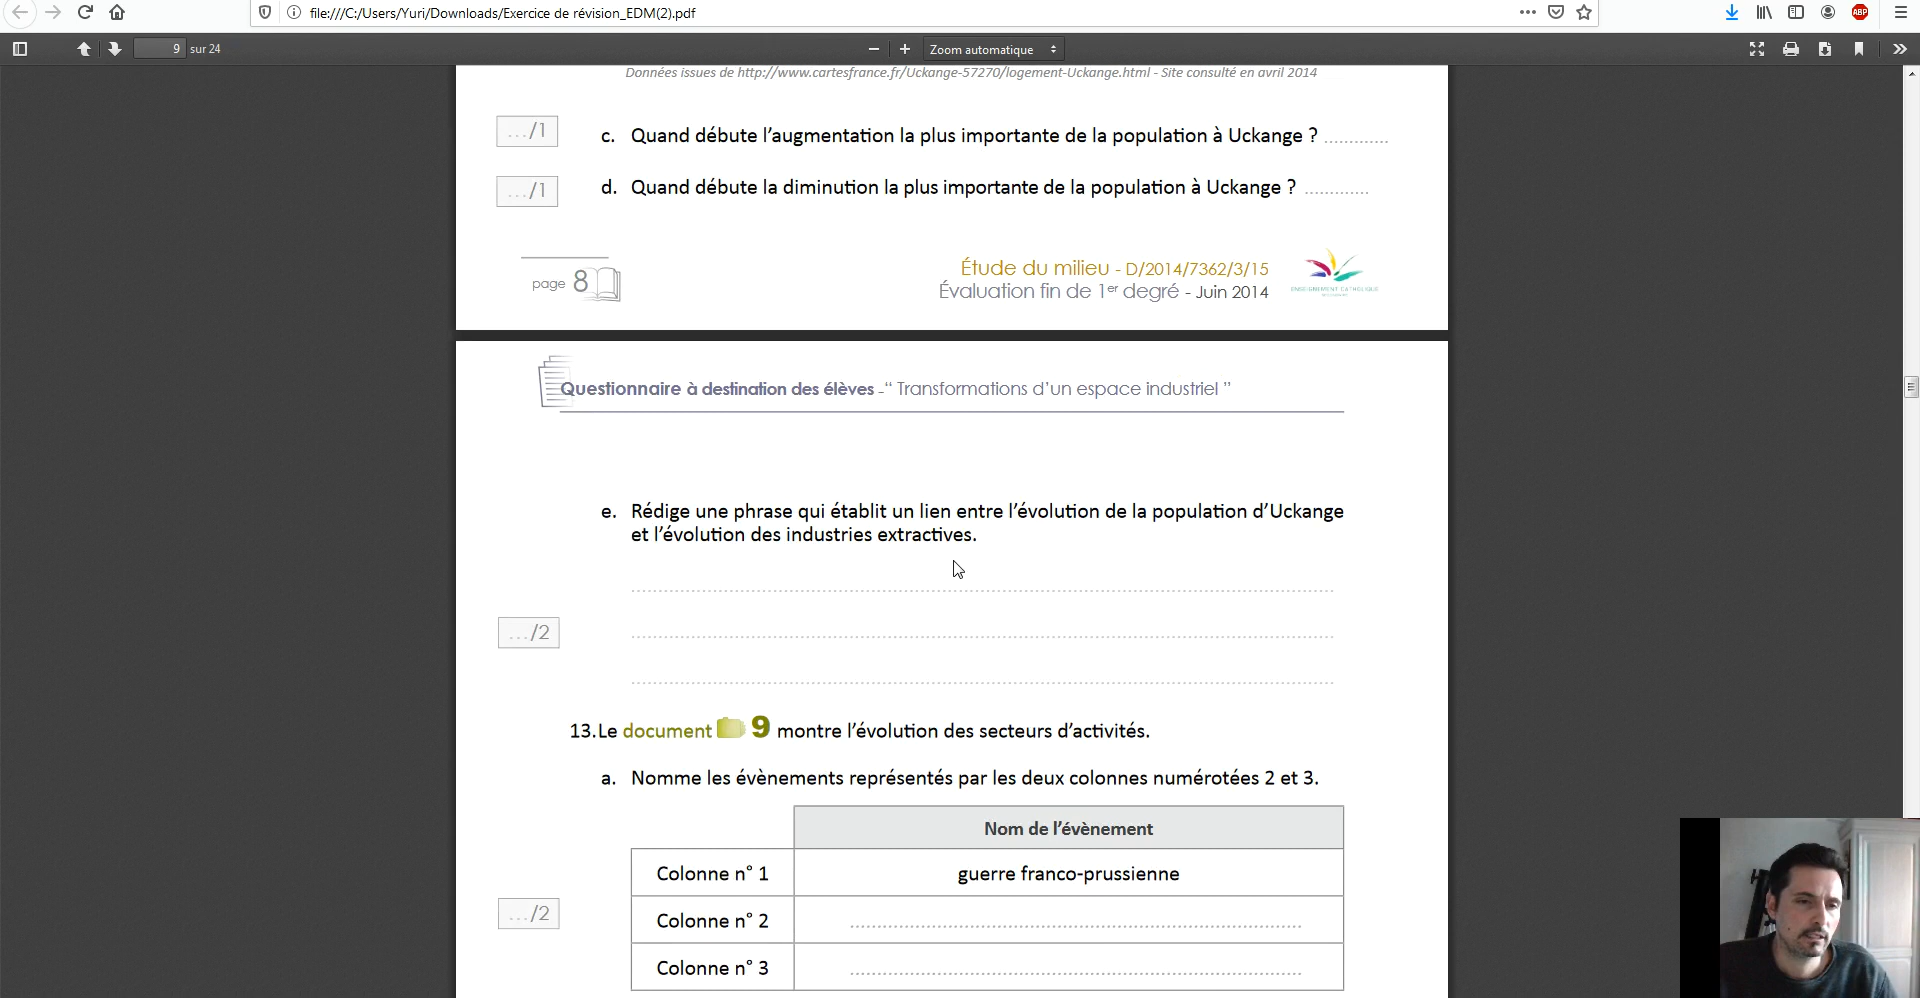 file:///C:/Users/Yuri/Downloads/Exercice de révision_EDM(2).pdf
ABP
9 sur 24
Zoom automatique
Données issues de http://www.cartesfrance.fr/Uckange-57270/logement-Uckange.html - Site consulté en avril 2014
.../1 c. Quand débute l'augmentation la plus importante de la population à Uckange ? .............
.../1 d. Quand débute la diminution la plus importante de la population à Uckange ? .............
page 8
Étude du milieu - D/2014/7362/3/15
Évaluation fin de 1er degré - Juin 2014
ENSEIGNEMENT CATHOLIQUE
Questionnaire à destination des élèves -“ Transformations d’un espace industriel ”
e. Rédige une phrase qui établit un lien entre l’évolution de la population d’Uckange
et l’évolution des industries extractives.
.../2
13.Le document 9 montre l’évolution des secteurs d’activités.
a. Nomme les évènements représentés par les deux colonnes numérotées 2 et 3.
Nom de l’évènement
Colonne n° 1 guerre franco-prussienne
.../2
Colonne n° 2
Colonne n° 3